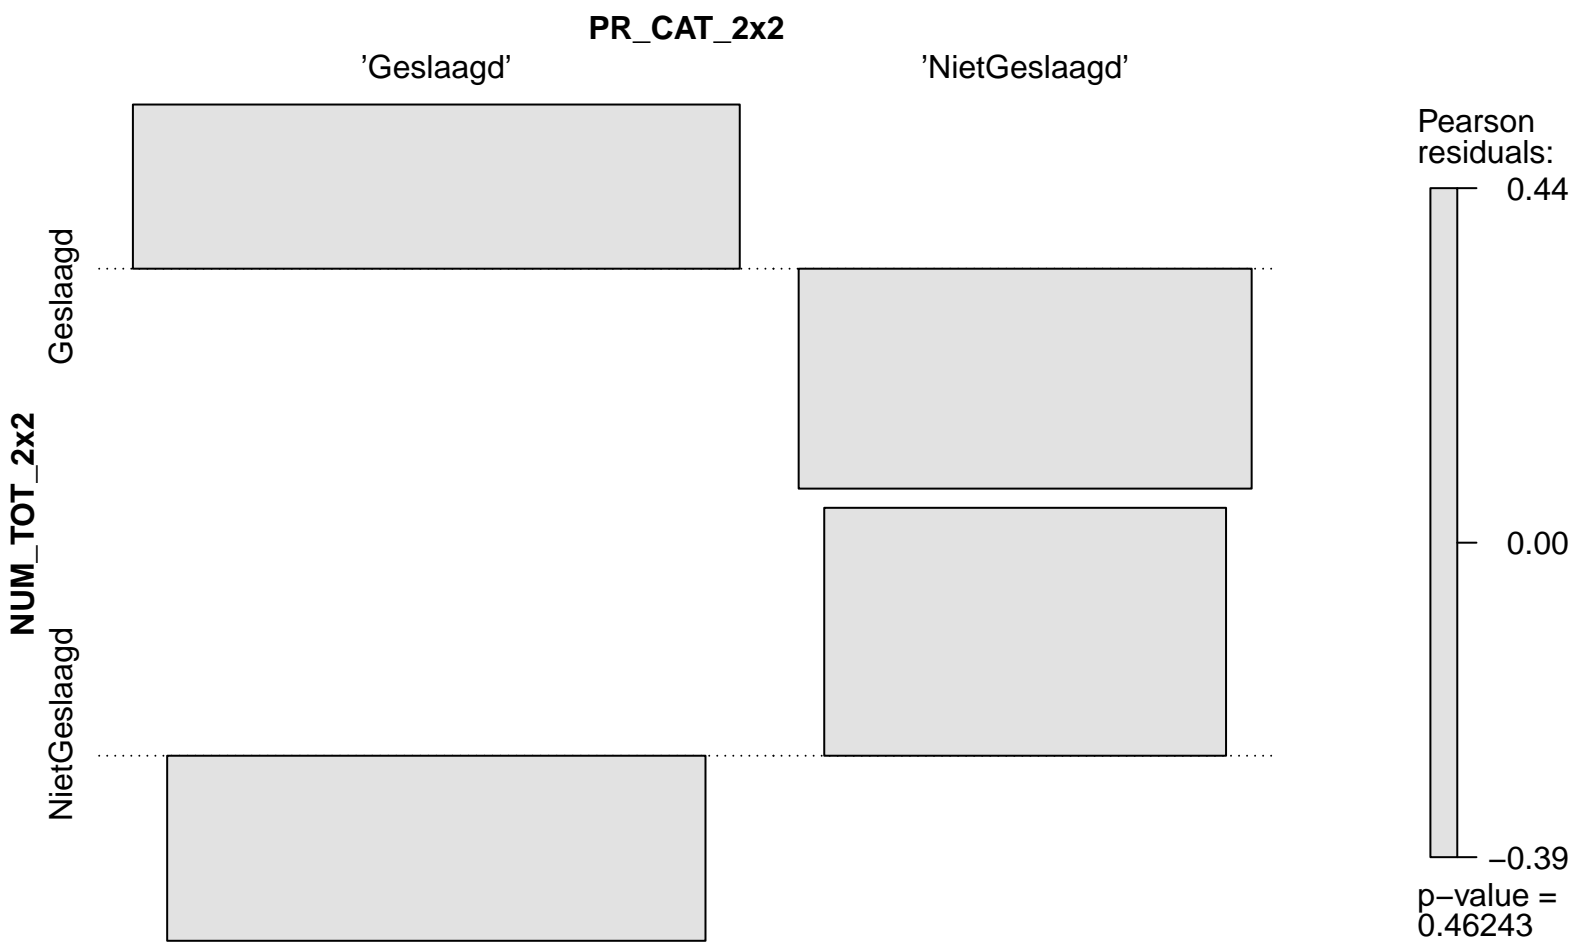 PR_CAT_2x2
’Geslaagd’ ’NietGeslaagd’
NUM_TOT_2x2
Geslaagd
NietGeslaagd
Pearson
residuals:
0.44
0.00
−0.39
p−value =
0.46243